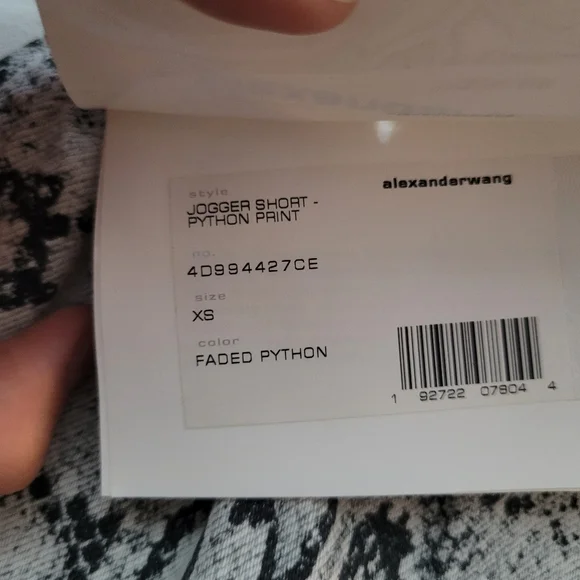 alexanderwang
style
JOGGER SHORT -
PYTHON PRINT
no.
4D994427CE
size
XS
color
FADED PYTHON
1 92722 07804 4